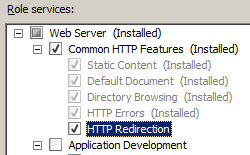 Role services:
Web Server (Installed)
Common HTTP Features (Installed)
Static Content (Installed)
Default Document (Installed)
Directory Browsing (Installed)
HTTP Errors (Installed)
HTTP Redirection
Application Development